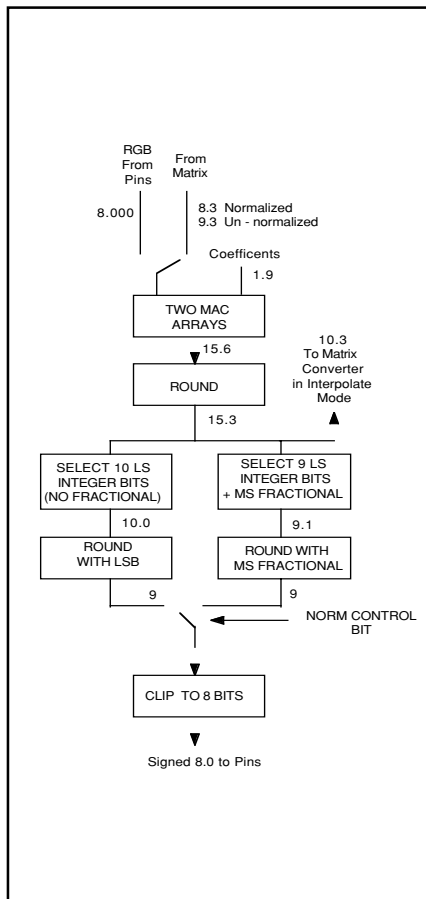 RGB
From
Pins
From
Matrix
8.000
8.3 Normalized
9.3 Un - normalized
Coefficents
1.9
TWO MAC
ARRAYS
15.6
10.3
To Matrix
Converter
in Interpolate
Mode
ROUND
15.3
SELECT 10 LS
INTEGER BITS
(NO FRACTIONAL)
SELECT 9 LS
INTEGER BITS
+ MS FRACTIONAL
10.0
9.1
ROUND
WITH LSB
ROUND WITH
MS FRACTIONAL
9
9
NORM CONTROL
BIT
CLIP TO 8 BITS
Signed 8.0 to Pins